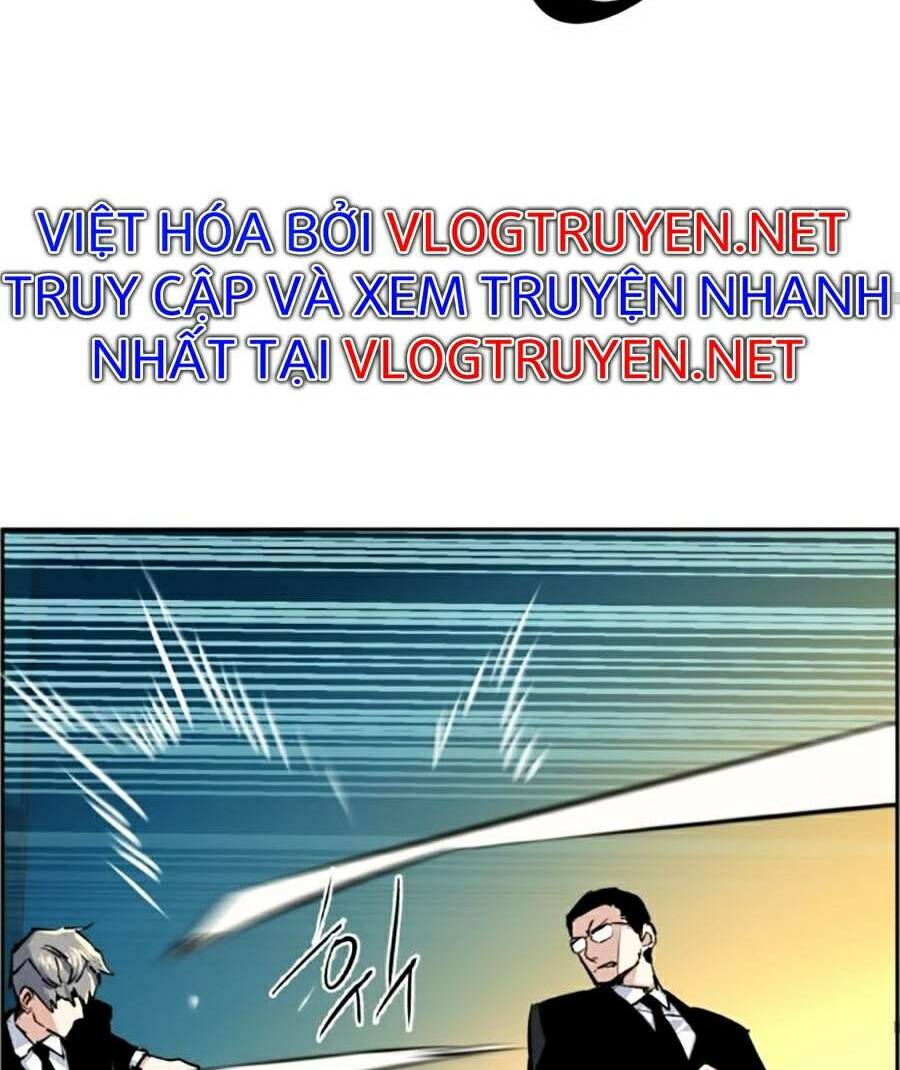 VIỆT HÓA BỞI VLOGTRUYEN.NET
TRUY CẬP VÀ XEM TRUYỆN NHANH
NHẤT TẠI VLOGTRUYEN.NET
휙